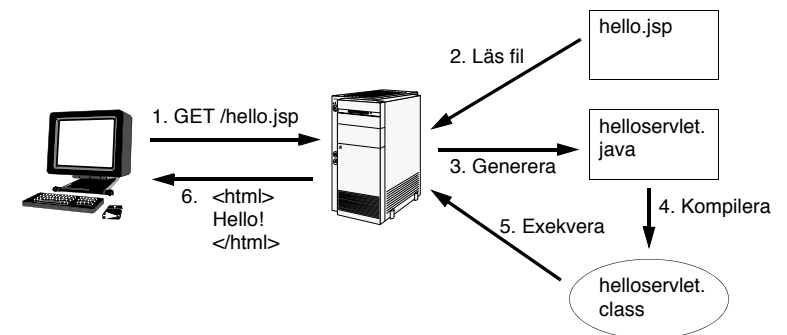 hello.jsp
2. Läs fil
1. GET /hello.jsp
helloservlet.
java
3. Generera
6. <html>
Hello!
</html>
4. Kompilera
5. Exekvera
helloservlet.
class